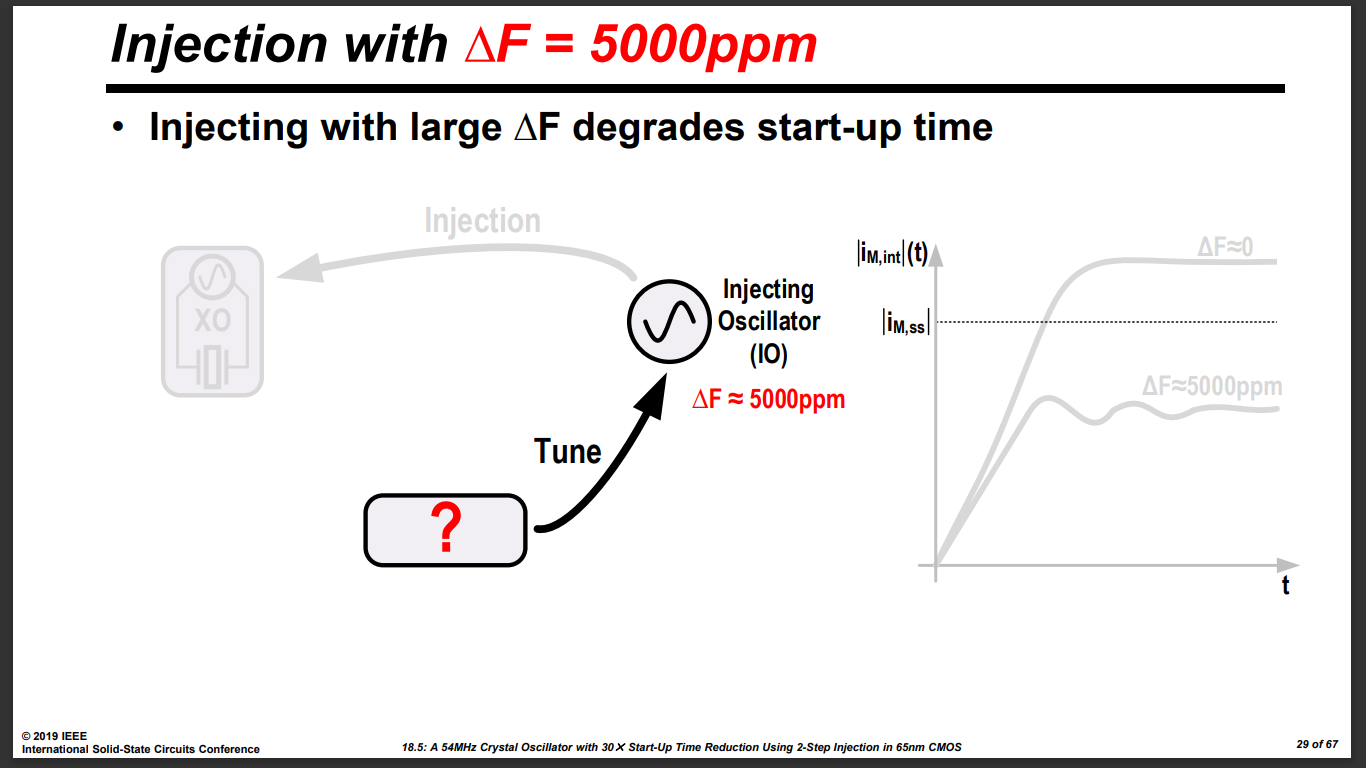 Injection with ΔF = 5000ppm
• Injecting with large ΔF degrades start-up time
Injection
XO
Injecting
Oscillator
(IO)
ΔF ≈ 5000ppm
Tune
?
|iM,int|(t)
|iM,ss|
ΔF≈0
ΔF≈5000ppm
t
© 2019 IEEE
International Solid-State Circuits Conference
18.5: A 54MHz Crystal Oscillator with 30✕ Start-Up Time Reduction Using 2-Step Injection in 65nm CMOS
29 of 67